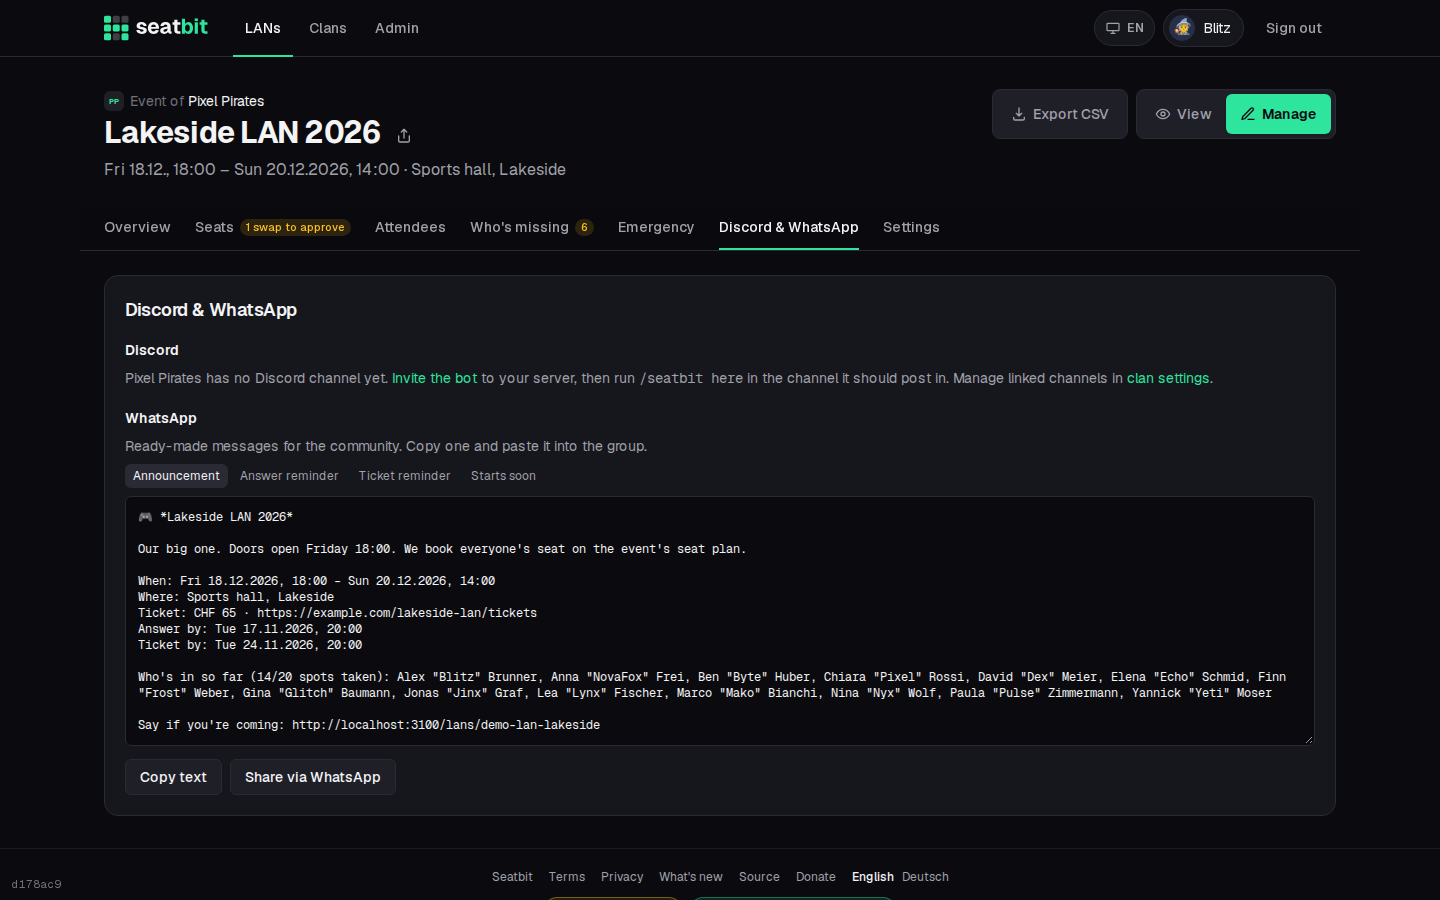 seatbit
LANs
Clans
Admin
EN
Blitz
Sign out
PP
Event of Pixel Pirates
Lakeside LAN 2026
Fri 18.12., 18:00 – Sun 20.12.2026, 14:00 · Sports hall, Lakeside
Export CSV
View
Manage
Overview
Seats 1 swap to approve
Attendees
Who's missing 6
Emergency
Discord & WhatsApp
Settings
Discord & WhatsApp
Discord
Pixel Pirates has no Discord channel yet. Invite the bot to your server, then run /seatbit here in the channel it should post in. Manage linked channels in clan settings.
WhatsApp
Ready-made messages for the community. Copy one and paste it into the group.
Announcement
Answer reminder
Ticket reminder
Starts soon
🎮 *Lakeside LAN 2026*
Our big one. Doors open Friday 18:00. We book everyone's seat on the event's seat plan.
When: Fri 18.12.2026, 18:00 – Sun 20.12.2026, 14:00
Where: Sports hall, Lakeside
Ticket: CHF 65 · https://example.com/lakeside-lan/tickets
Answer by: Tue 17.11.2026, 20:00
Ticket by: Tue 24.11.2026, 20:00
Who's in so far (14/20 spots taken): Alex "Blitz" Brunner, Anna "NovaFox" Frei, Ben "Byte" Huber, Chiara "Pixel" Rossi, David "Dex" Meier, Elena "Echo" Schmid, Finn
"Frost" Weber, Gina "Glitch" Baumann, Jonas "Jinx" Graf, Lea "Lynx" Fischer, Marco "Mako" Bianchi, Nina "Nyx" Wolf, Paula "Pulse" Zimmermann, Yannick "Yeti" Moser
Say if you're coming: http://localhost:3100/lans/demo-lan-lakeside
Copy text
Share via WhatsApp
Seatbit
Terms
Privacy
What's new
Source
Donate
English
Deutsch
d178ac9